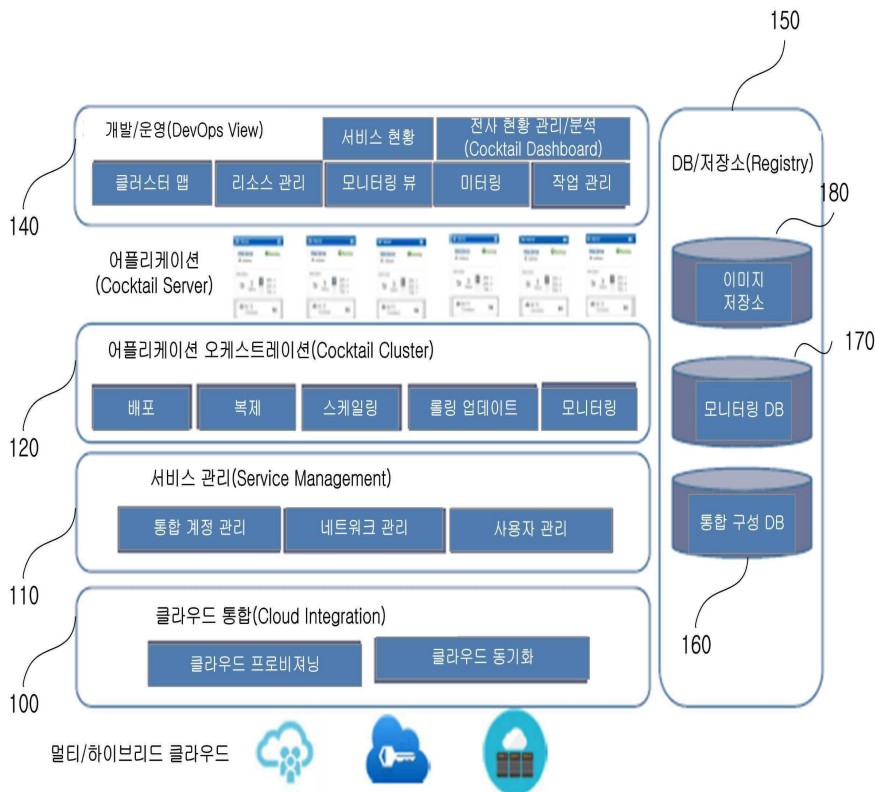 150
개발/운영(DevOps View)
서비스 현황
전사 현황 관리/분석
(Cocktail Dashboard)
클러스터 맵
리소스 관리
모니터링 뷰
미터링
작업 관리
140
DB/저장소(Registry)
180
이미지
저장소
170
모니터링 DB
통합 구성 DB
160
어플리케이션
(Cocktail Server)
어플리케이션 오케스트레이션(Cocktail Cluster)
배포
복제
스케일링
롤링 업데이트
모니터링
120
서비스 관리(Service Management)
통합 계정 관리
네트워크 관리
사용자 관리
110
클라우드 통합(Cloud Integration)
클라우드 프로비져닝
클라우드 동기화
100
멀티/하이브리드 클라우드